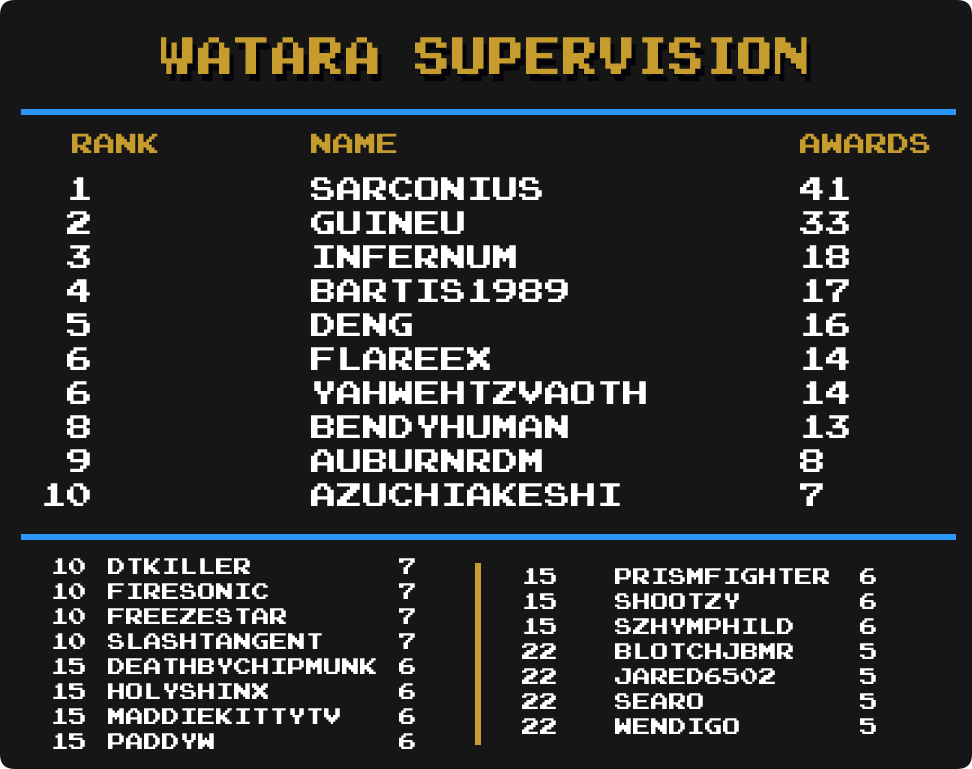 WATARA SUPERVISION
RANK NAME AWARDS
1 SARCONIUS 41
2 GUINEU 33
3 INFERNUM 18
4 BARTIS1989 17
5 DENG 16
6 FLAREEX 14
6 YAHWEHTZVAOTH 14
8 BENDYHUMAN 13
9 AUBURNRDM 8
10 AZUCHIAKESHI 7
10 DTKILLER 7
10 FIRESONIC 7
10 FREEZESTAR 7
10 SLASHTANGENT 7
15 DEATHBYCHIPMUNK 6
15 HOLYSHINX 6
15 MADDIEKITTYTV 6
15 PADDYW 6
15 PRISMFIGHTER 6
15 SHOOTZY 6
15 SZHYMPHILD 6
22 BLOTCHJBMR 5
22 JARED6502 5
22 SEARO 5
22 WENDIGO 5